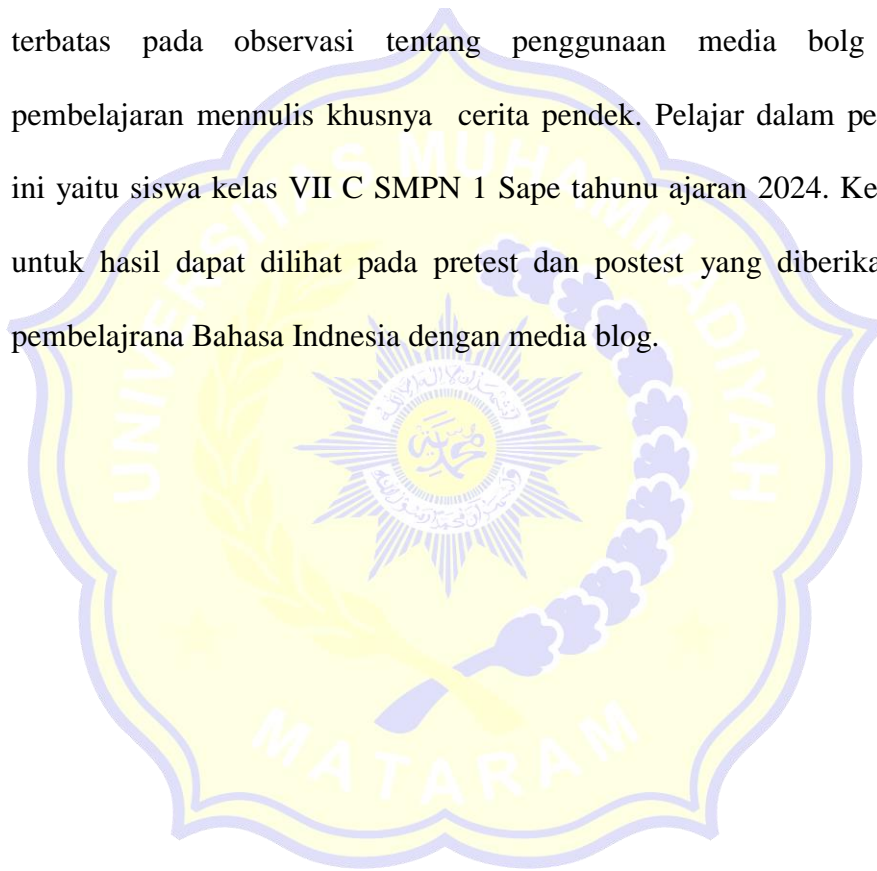 terbatas pada observasi tentang penggunaan media bolg
pembelajaran mennulis khusnya cerita pendek. Pelajar dalam pe
ini yaitu siswa kelas VII C SMPN 1 Sape tahunu ajaran 2024. Ke
untuk hasil dapat dilihat pada pretest dan postest yang diberika
pembelajrana Bahasa Indnesia dengan media blog.
UNIVERSITAS MUHAMMADIYAH
MATARAM